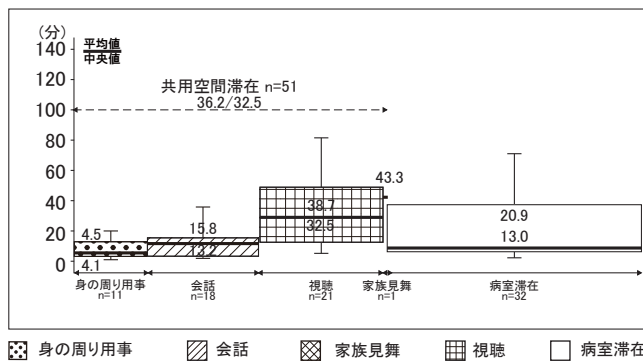 (分)
平均値
中央値
140
120
100
80
60
40
20
0
共用空間滞在 n=51
36.2/32.5
4.5
4.1
15.8
13.2
38.7
32.5
43.3
20.9
13.0
身の周り用事
n=11
会話
n=18
視聴
n=21
家族見舞
n=1
病室滞在
n=32
身の周り用事 会話 家族見舞 視聴 病室滞在